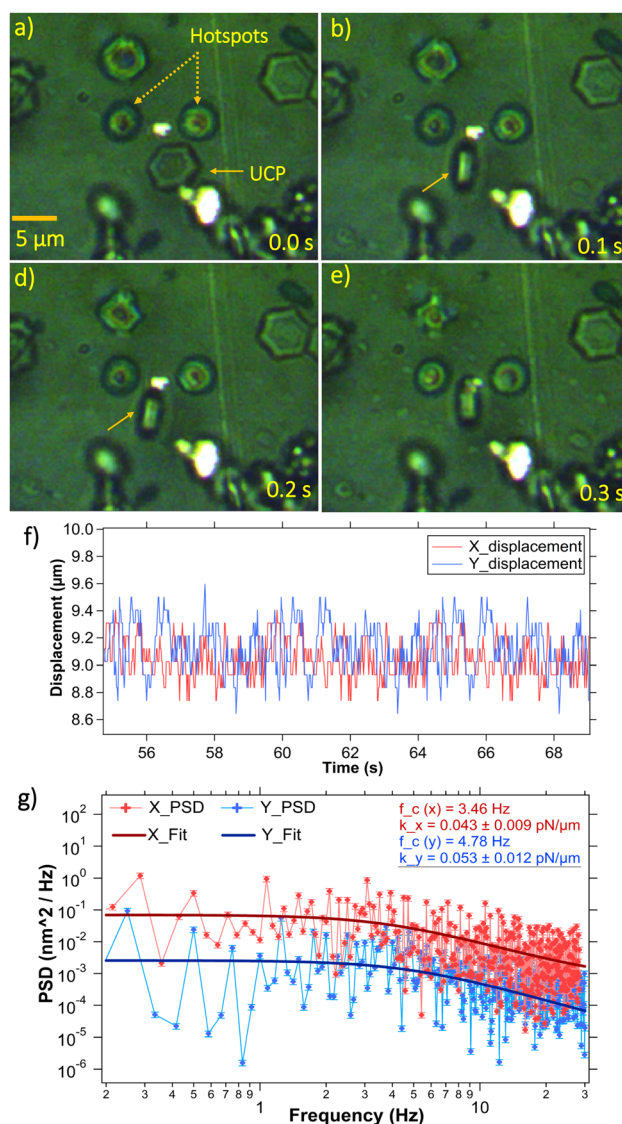 a)
Hotspots
UCP
5 μm
0.0 s
b)
0.1 s
d)
0.2 s
e)
0.3 s
f)
10.0
9.8
9.6
9.4
9.2
9.0
8.8
8.6
Displacement (μm)
X_displacement
Y_displacement
56 58 60 62 64 66 68
Time (s)
g)
10^2
10^1
10^0
10^-1
10^-2
10^-3
10^-4
10^-5
10^-6
PSD (nm^2 / Hz)
X_PSD Y_PSD
X_Fit Y_Fit
f_c (x) = 3.46 Hz
k_x = 0.043 ± 0.009 pN/μm
f_c (y) = 4.78 Hz
k_y = 0.053 ± 0.012 pN/μm
2 3 4 5 6 7 8 9 1 2 3 4 5 6 7 8 9 10 2 3
Frequency (Hz)